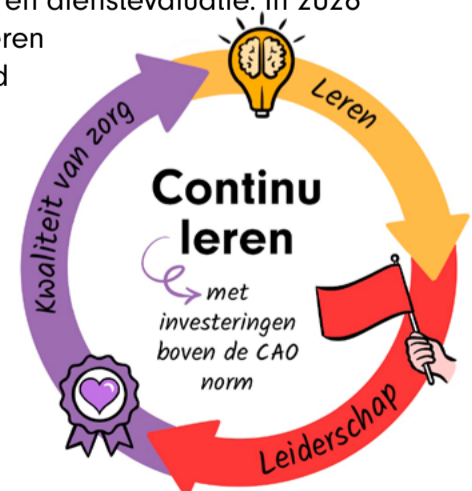 en dienstevaluatie. In 2026
eren
d
Leren
Kwaliteit van zorg
Continu
leren
met
investeringen
boven de CAO
norm
Leiderschap